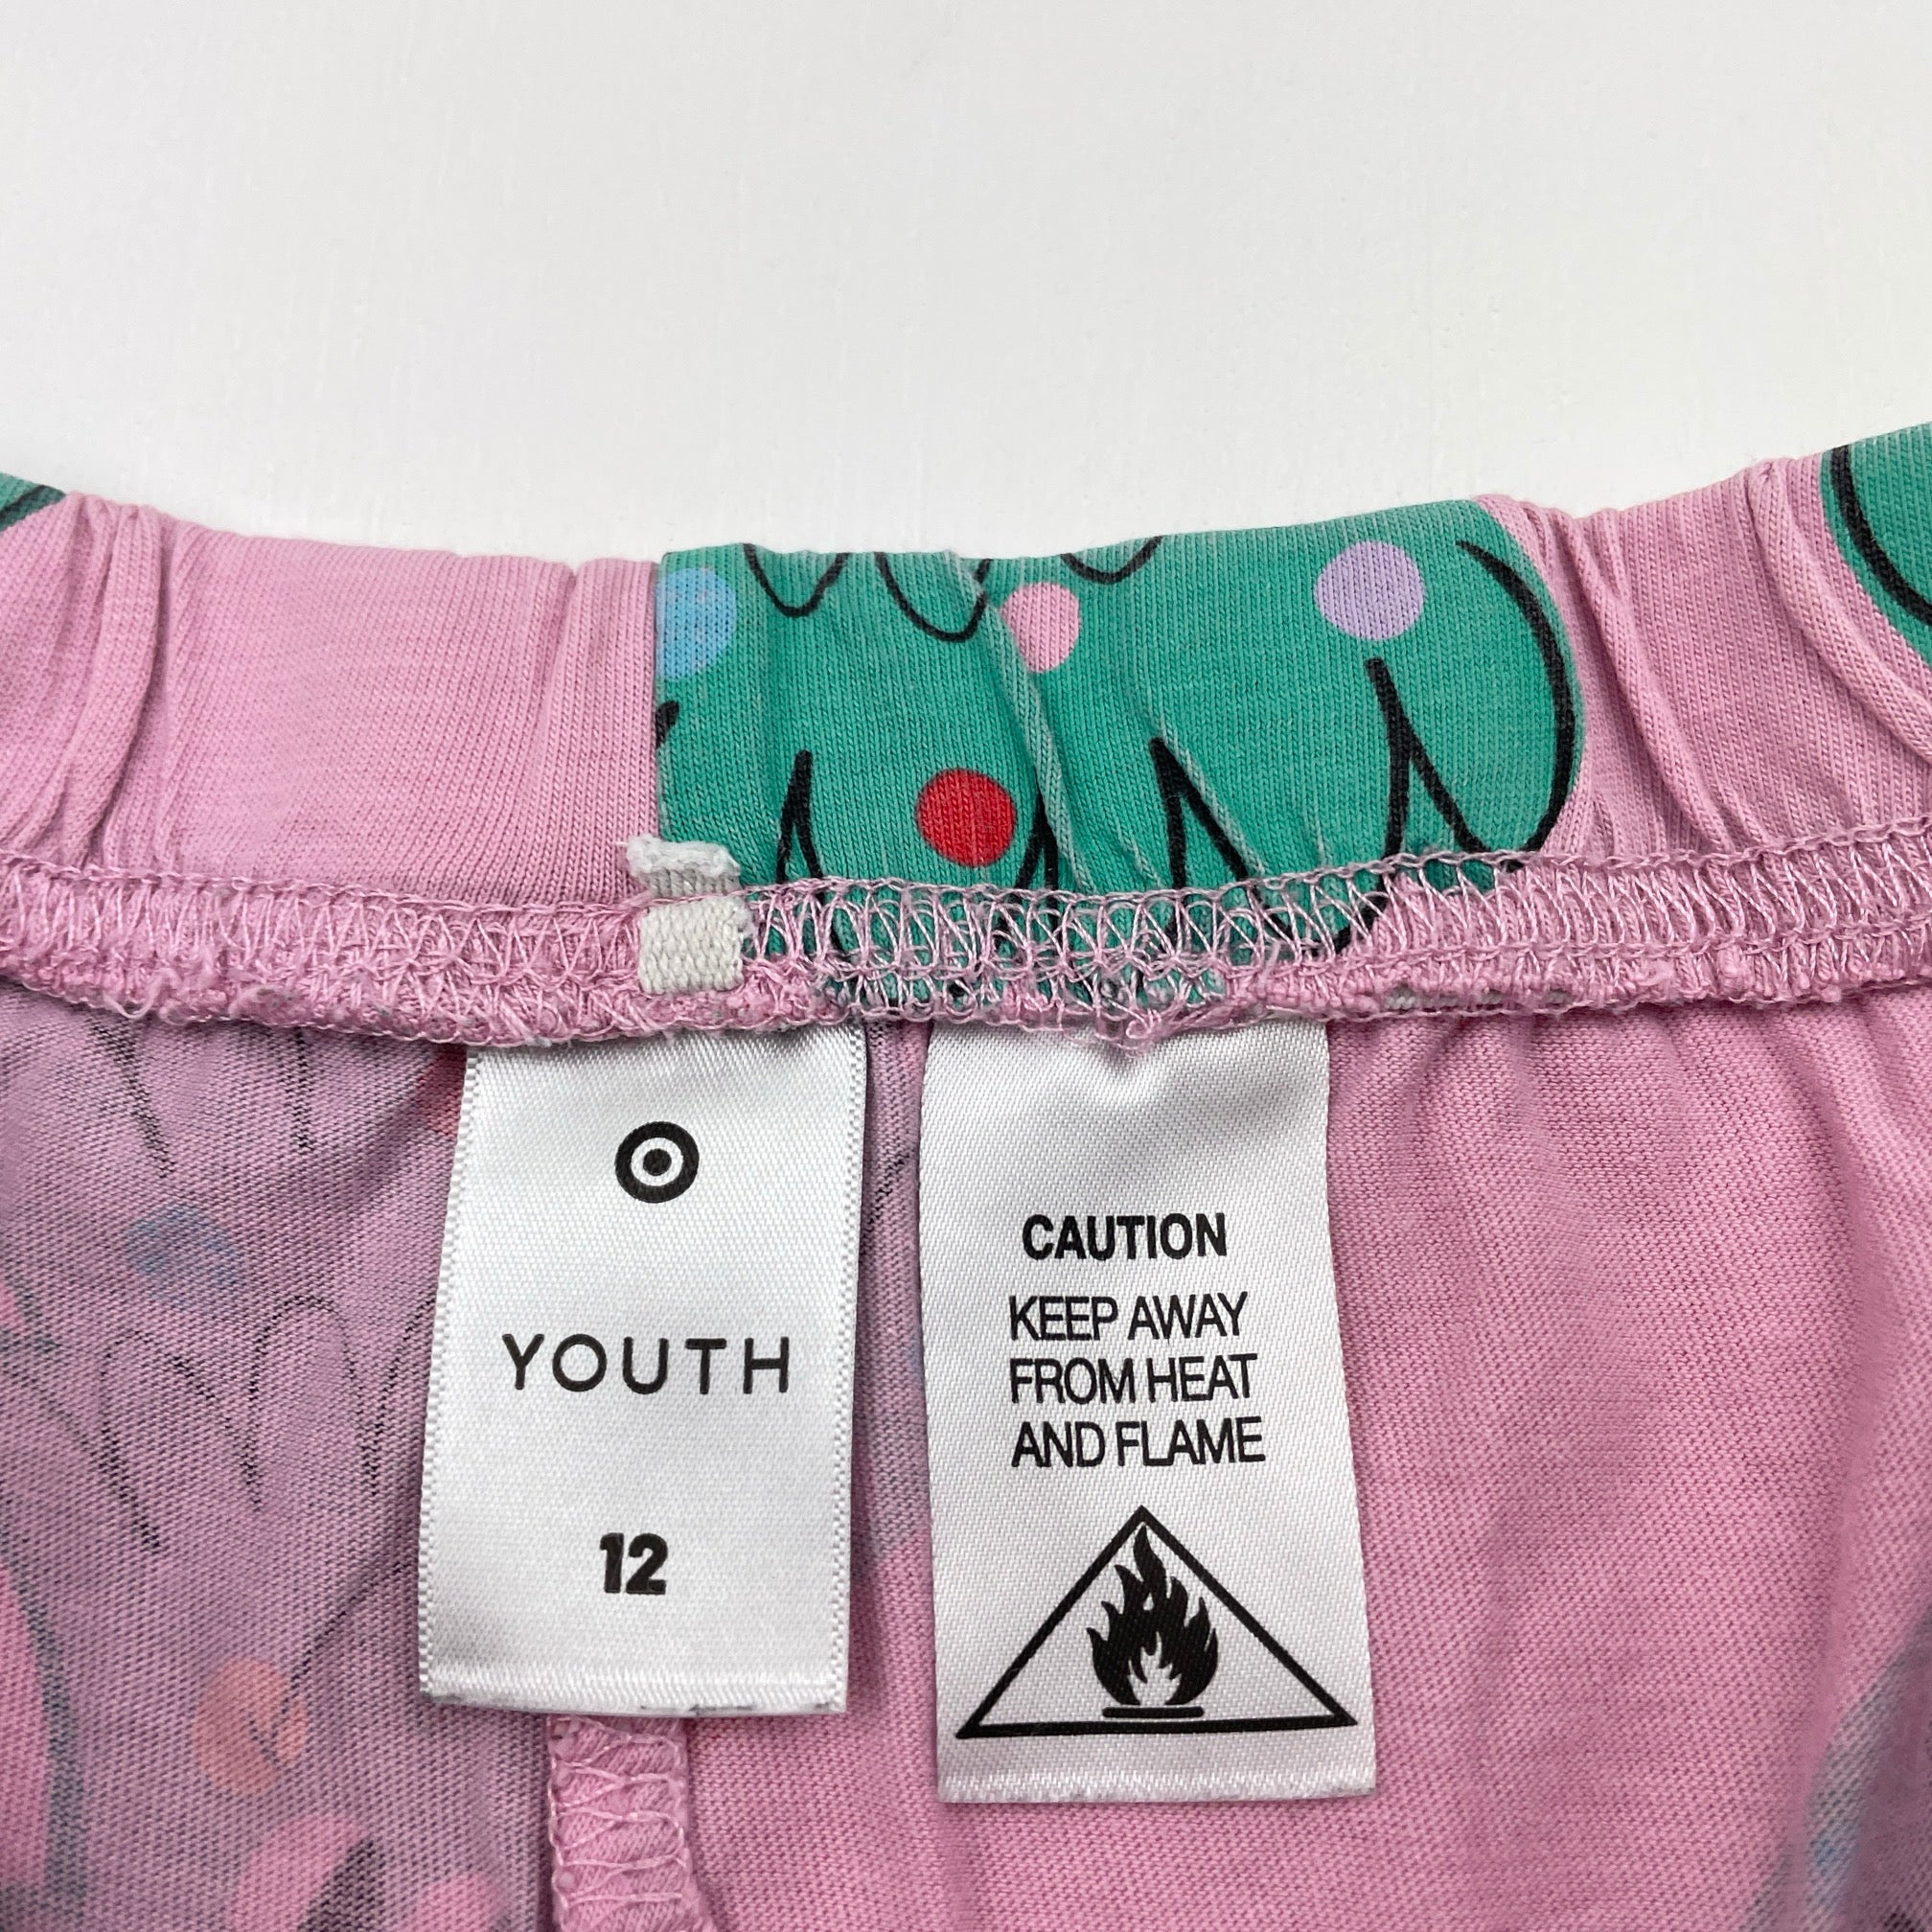 YOUTH
12
CAUTION
KEEP AWAY
FROM HEAT
AND FLAME